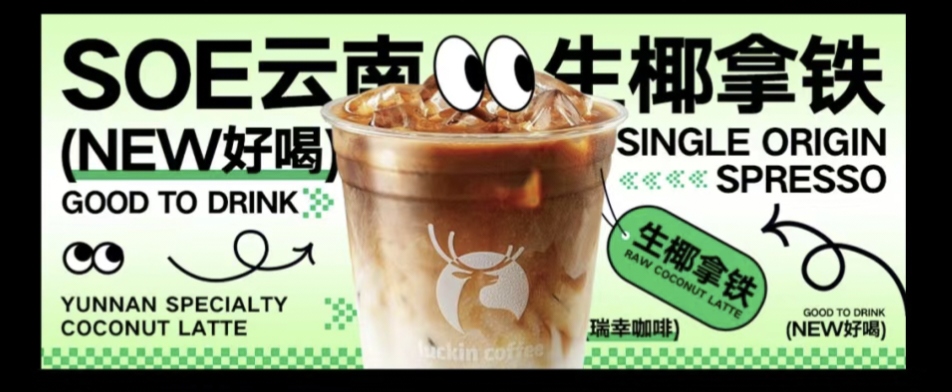 SOE云南生椰拿铁
(NEW好喝)
GOOD TO DRINK
SINGLE ORIGIN
SPRESSO
生椰拿铁
RAW COCONUT LATTE
YUNNAN SPECIALTY
COCONUT LATTE
luckin coffee
瑞幸咖啡)
GOOD TO DRINK
(NEW好喝)